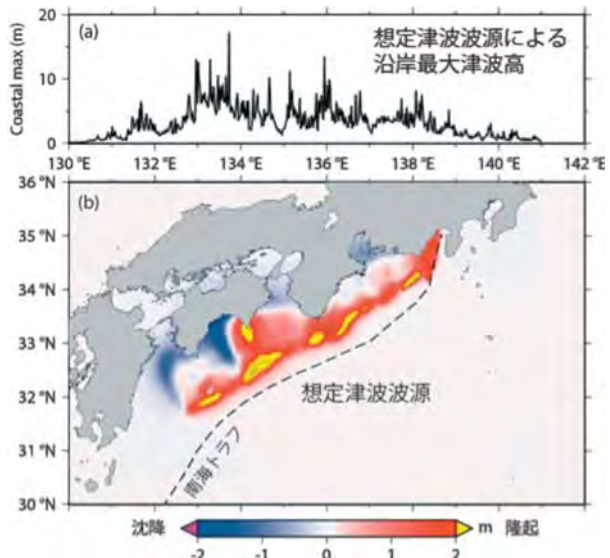 20
(a)
想定津波波源による
沿岸最大津波高
Coastal max (m)
10
0
130 °E 132 °E 134 °E 136 °E 138 °E 140 °E 142 °E
36 °N
(b)
35 °N
34 °N
33 °N
32 °N
想定津波波源
31 °N
南海トラフ
30 °N
沈降 m 隆起
-2 -1 0 1 2